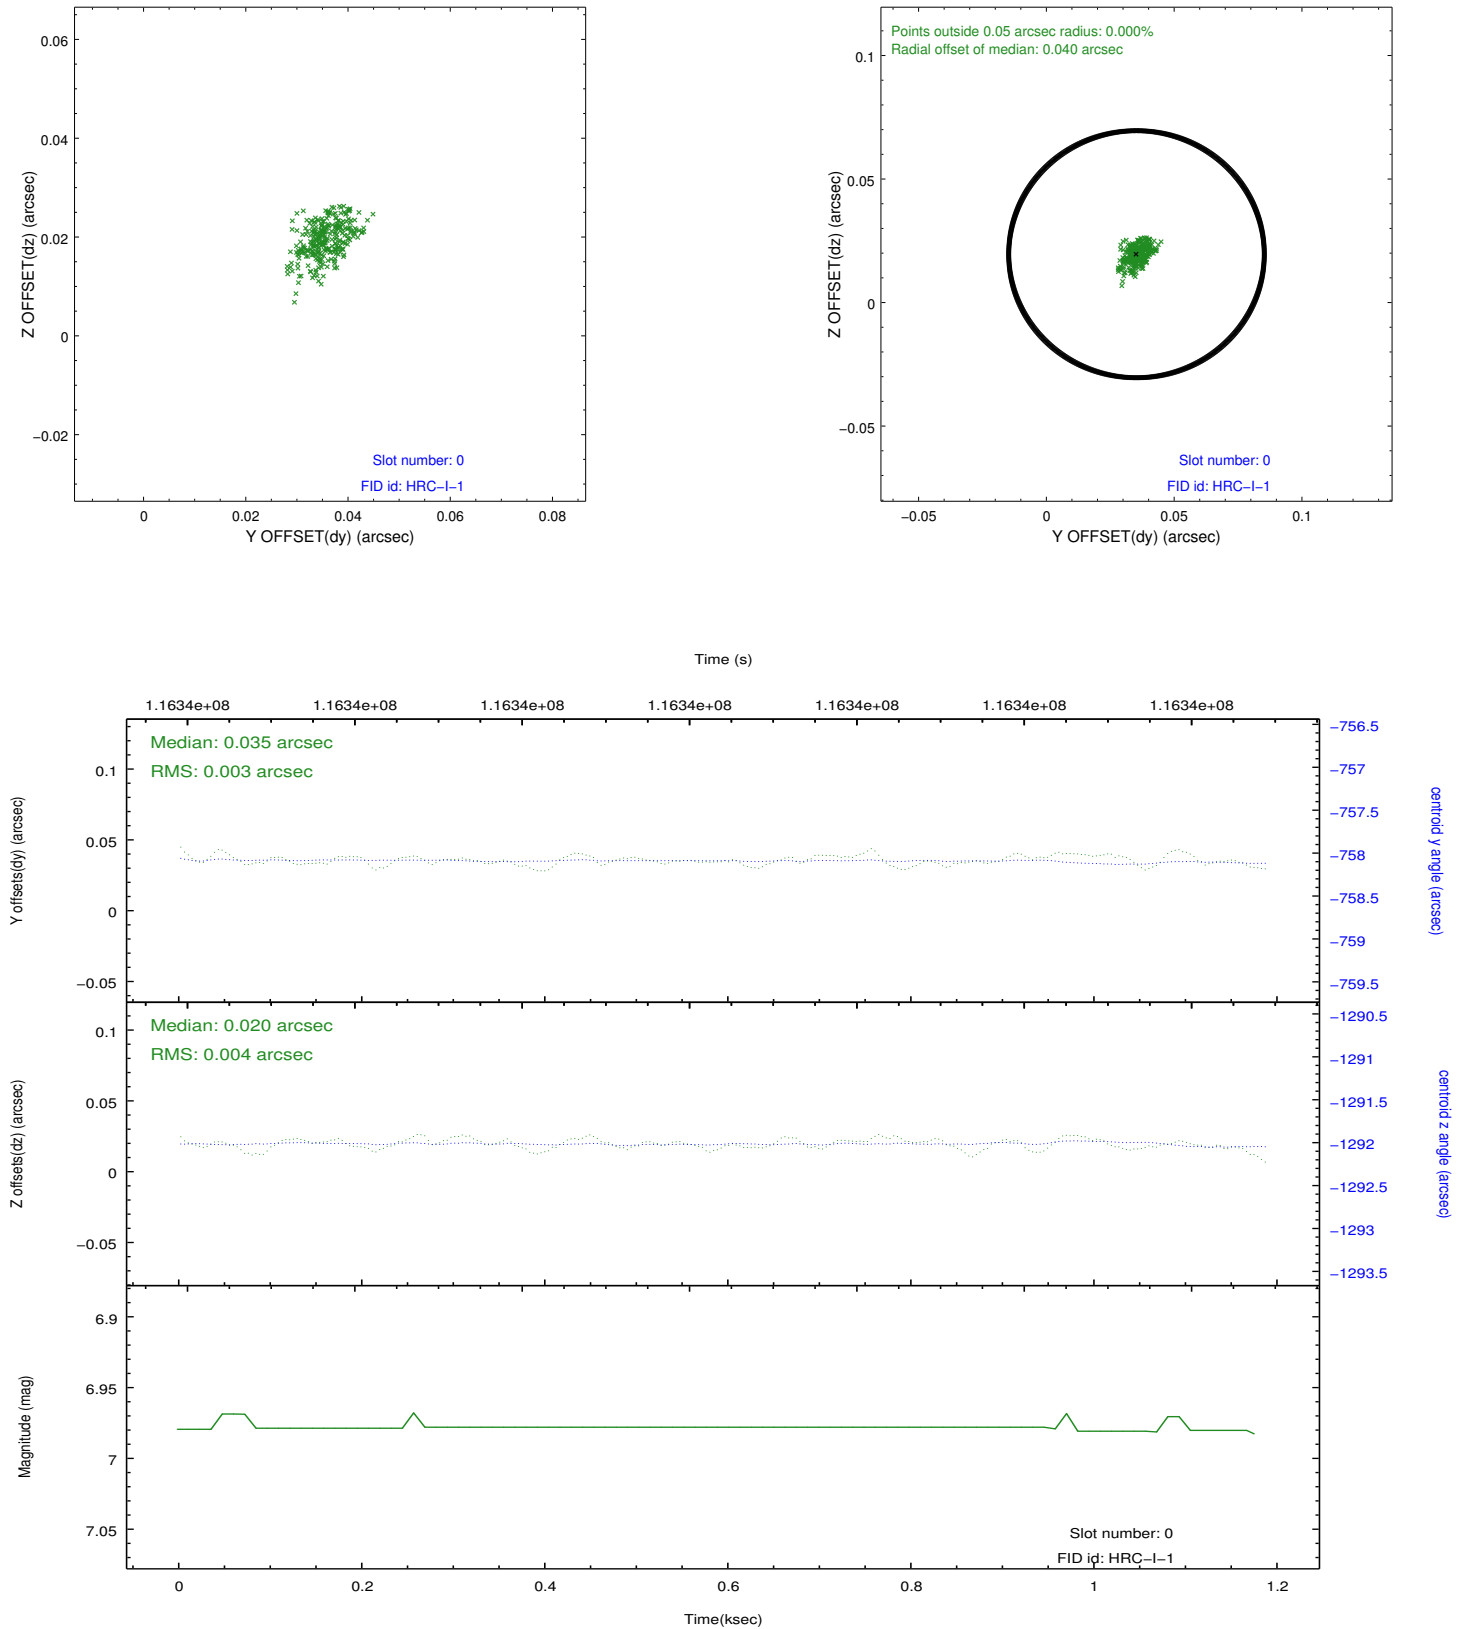 0.06
0.04
0.02
0
−0.02
Z OFFSET(dz) (arcsec)
Slot number: 0
FID id: HRC−I−1
0 0.02 0.04 0.06 0.08
Y OFFSET(dy) (arcsec)
Points outside 0.05 arcsec radius: 0.000%
Radial offset of median: 0.040 arcsec
0.1
0.05
0
−0.05
Z OFFSET(dz) (arcsec)
Slot number: 0
FID id: HRC−I−1
−0.05 0 0.05 0.1
Y OFFSET(dy) (arcsec)
Time (s)
1.1634e+08 1.1634e+08 1.1634e+08 1.1634e+08 1.1634e+08 1.1634e+08 1.1634e+08
Median: 0.035 arcsec
RMS: 0.003 arcsec
0.1
0.05
0
−0.05
Y offsets(dy) (arcsec)
−756.5
−757
−757.5
−758
−758.5
−759
−759.5
centroid y angle (arcsec)
Median: 0.020 arcsec
RMS: 0.004 arcsec
0.1
0.05
0
−0.05
Z offsets(dz) (arcsec)
−1290.5
−1291
−1291.5
−1292
−1292.5
−1293
−1293.5
centroid z angle (arcsec)
6.9
6.95
7
7.05
Magnitude (mag)
Slot number: 0
FID id: HRC−I−1
0 0.2 0.4 0.6 0.8 1 1.2
Time(ksec)